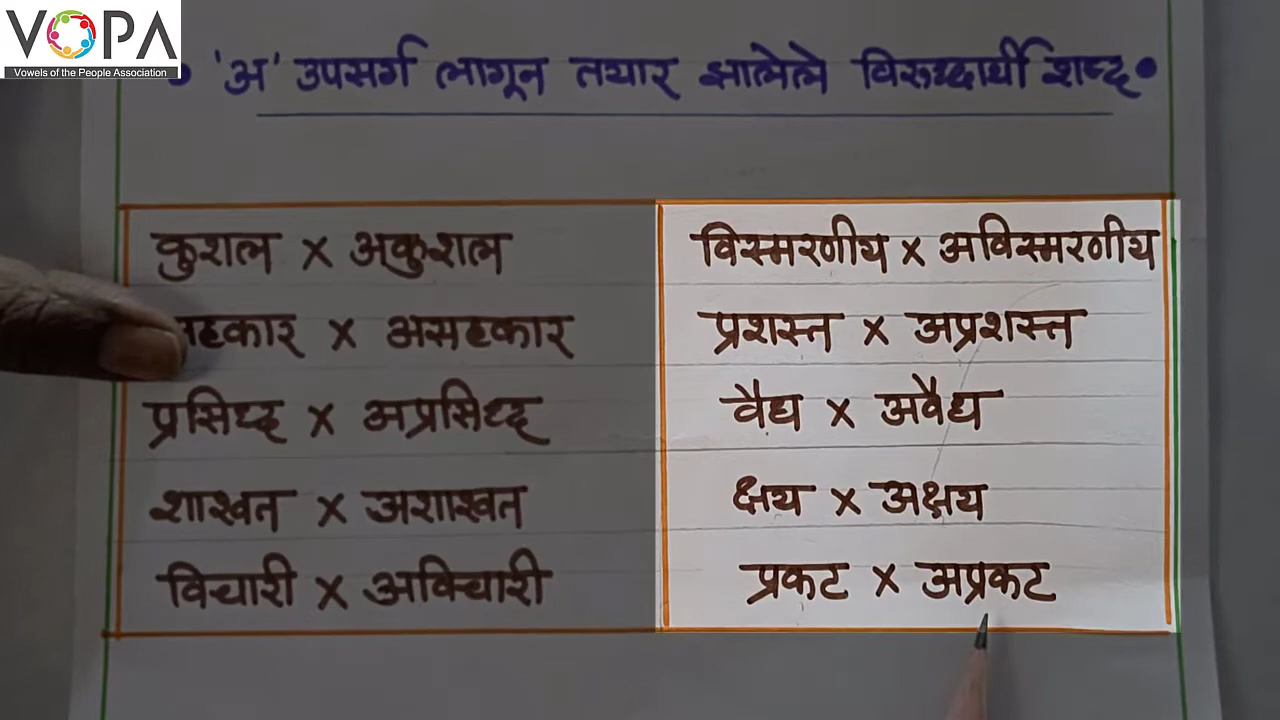 VOPA
Vowels of the People Association
'अ' उपसर्ग लागून तयार झालेले विरुद्धार्थी शब्द
कुशल x अकुशल
सहकार x असहकार
प्रसिध्द x अप्रसिध्द
शाश्वत x अशाश्वत
विचारी x अविचारी
विस्मरणीय x अविस्मरणीय
प्रशस्त x अप्रशस्त
वैद्य x अवैद्य
क्षय x अक्षय
प्रकट x अप्रकट